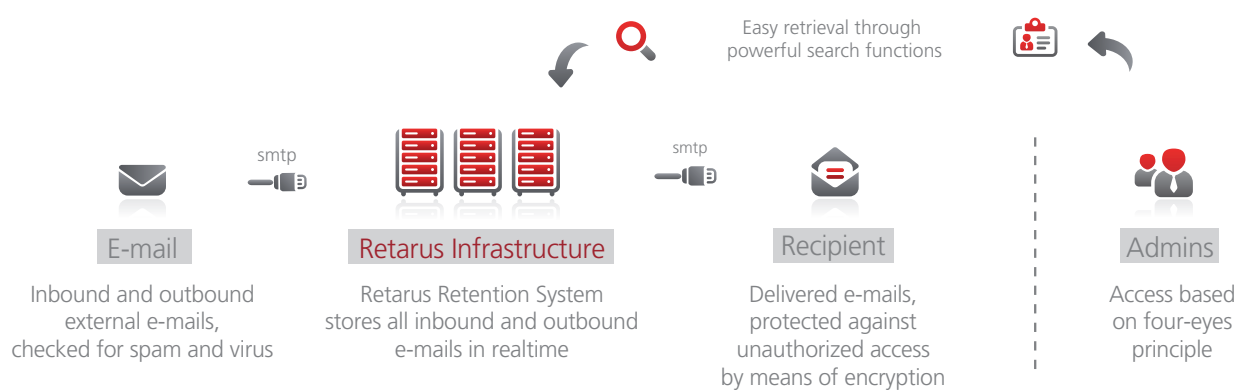 Easy retrieval through
powerful search functions
smtp
smtp
E-mail
Inbound and outbound
external e-mails,
checked for spam and virus
Retarus Infrastructure
Retarus Retention System
stores all inbound and outbound
e-mails in realtime
Recipient
Delivered e-mails,
protected against
unauthorized access
by means of encryption
Admins
Access based
on four-eyes
principle